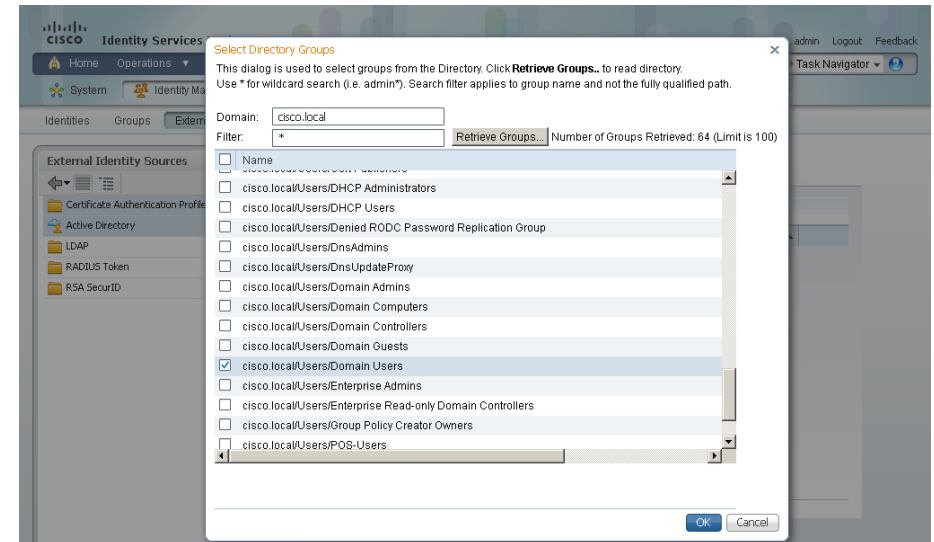 CISCO Identity Services
admin Logout Feedback
Home Operations
Task Navigator
System Identity Ma
Identities Groups Extern
External Identity Sources
Certificate Authentication Profile
Active Directory
LDAP
RADIUS Token
RSA SecurID
Select Directory Groups
This dialog is used to select groups from the Directory. Click Retrieve Groups.. to read directory.
Use * for wildcard search (i.e. admin*). Search filter applies to group name and not the fully qualified path.
Domain: cisco.local
Filter: * Retrieve Groups... Number of Groups Retrieved: 64 (Limit is 100)
Name
cisco.local/Users/DHCP Administrators
cisco.local/Users/DHCP Users
cisco.local/Users/Denied RODC Password Replication Group
cisco.local/Users/DnsAdmins
cisco.local/Users/DnsUpdateProxy
cisco.local/Users/Domain Admins
cisco.local/Users/Domain Computers
cisco.local/Users/Domain Controllers
cisco.local/Users/Domain Guests
cisco.local/Users/Domain Users
cisco.local/Users/Enterprise Admins
cisco.local/Users/Enterprise Read-only Domain Controllers
cisco.local/Users/Group Policy Creator Owners
cisco.local/Users/POS-Users
OK Cancel